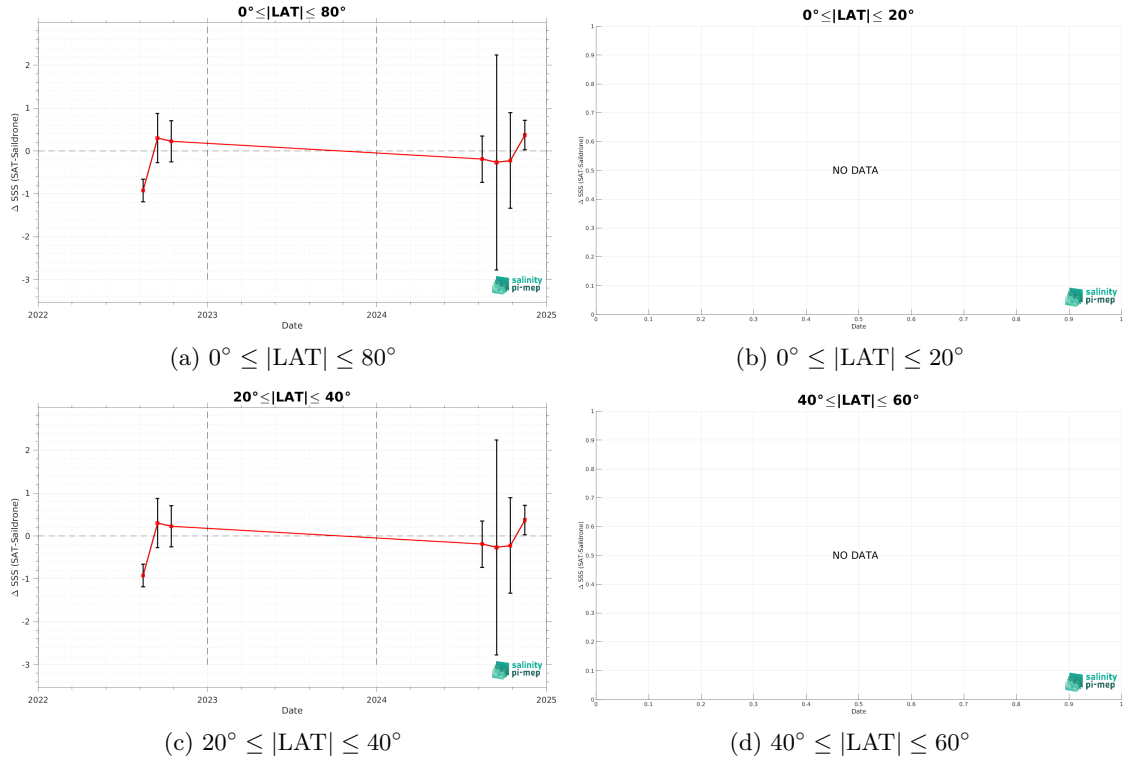 0°≤|LAT|≤ 80°
Δ SSS (SAT-Saildrone)
2
1
0
-1
-2
-3
2022
2023
2024
2025
Date
salinity
pi-mep
(a) 0° ≤ |LAT| ≤ 80°
0°≤|LAT|≤ 20°
Δ SSS (SAT-Saildrone)
1
0.9
0.8
0.7
0.6
0.5
0.4
0.3
0.2
0.1
0
NO DATA
0
0.1
0.2
0.3
0.4
0.5
0.6
0.7
0.8
0.9
1
Date
salinity
pi-mep
(b) 0° ≤ |LAT| ≤ 20°
20°≤|LAT|≤ 40°
Δ SSS (SAT-Saildrone)
2
1
0
-1
-2
-3
2022
2023
2024
2025
Date
salinity
pi-mep
(c) 20° ≤ |LAT| ≤ 40°
40°≤|LAT|≤ 60°
Δ SSS (SAT-Saildrone)
1
0.9
0.8
0.7
0.6
0.5
0.4
0.3
0.2
0.1
0
NO DATA
0
0.1
0.2
0.3
0.4
0.5
0.6
0.7
0.8
0.9
1
Date
salinity
pi-mep
(d) 40° ≤ |LAT| ≤ 60°